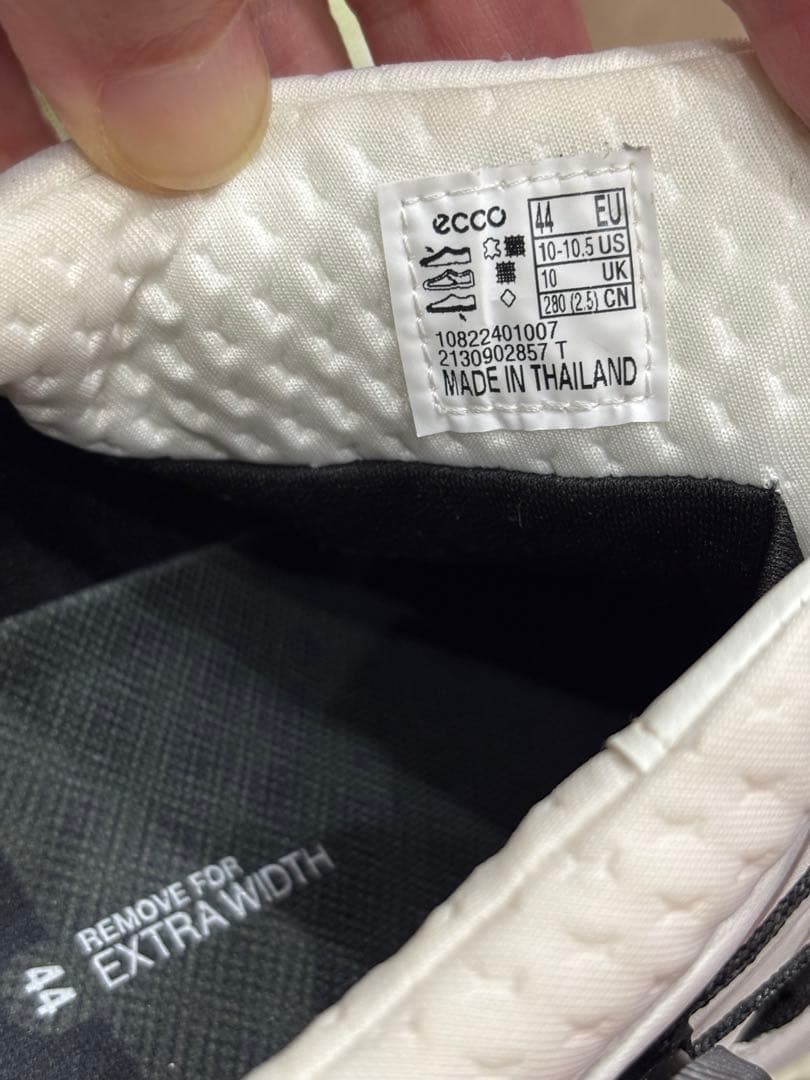 ecco
44 EU
10-10.5 US
10 UK
280 (2.5) CN
10822401007
2130902857 T
MADE IN THAILAND
REMOVE FOR
EXTRA WIDTH
44